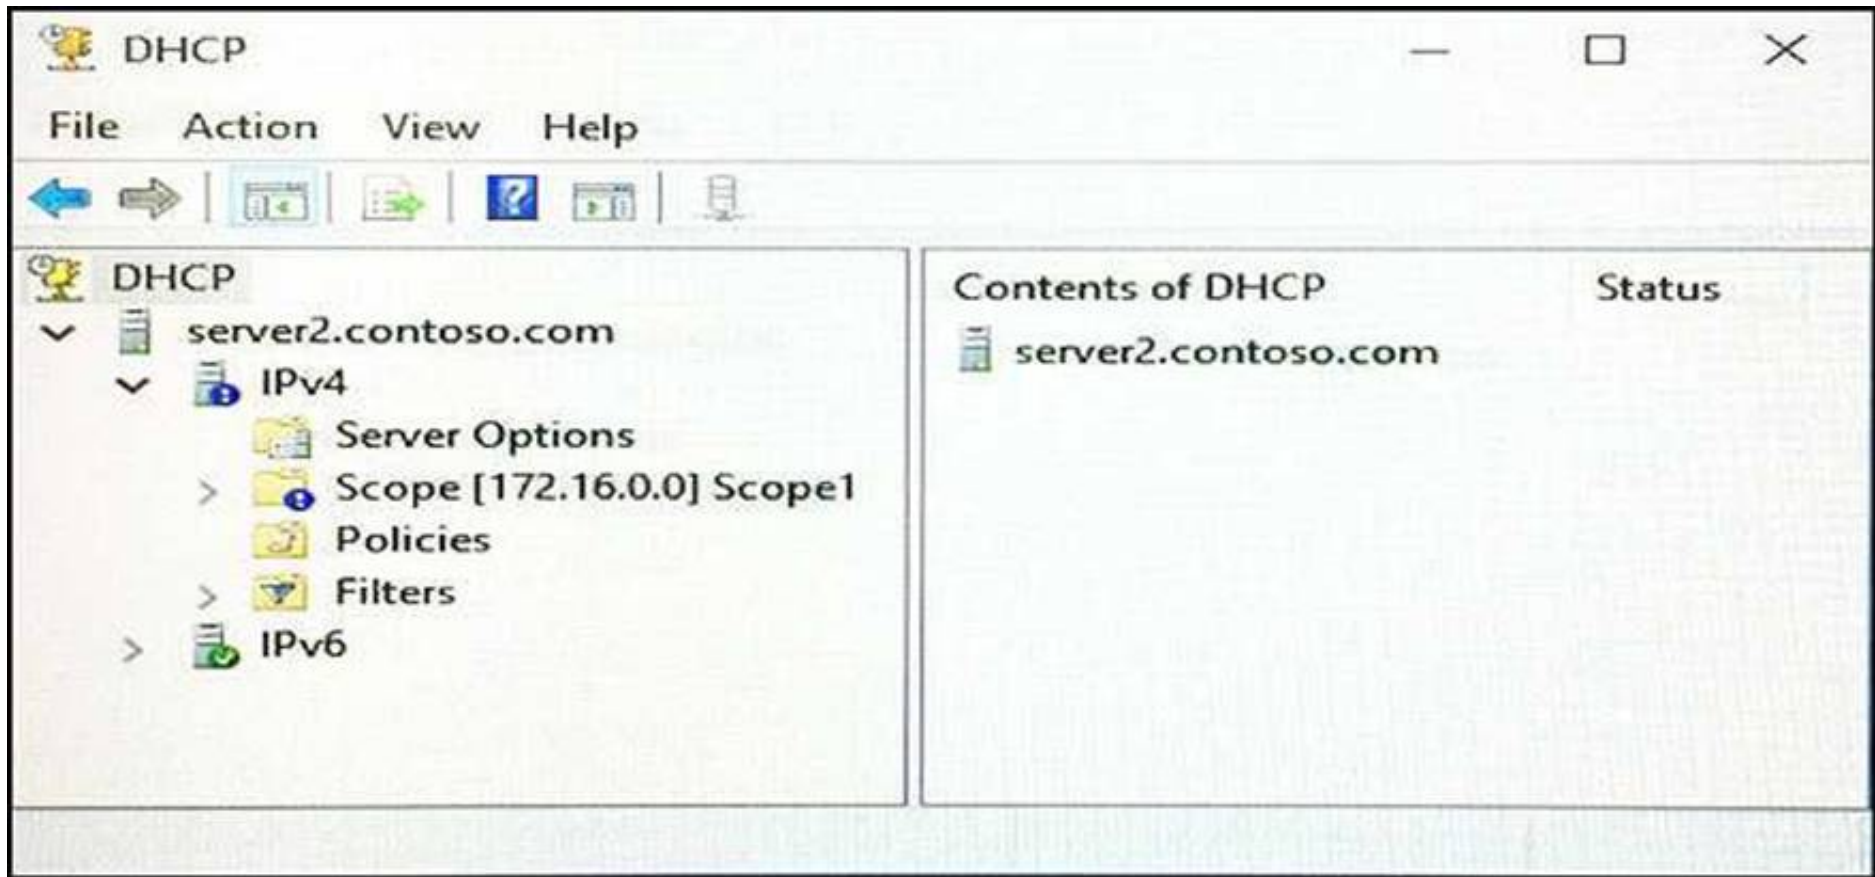 DHCP
File Action View Help
DHCP
server2.contoso.com
IPv4
Server Options
Scope [172.16.0.0] Scope1
Policies
Filters
IPv6
Contents of DHCP Status
server2.contoso.com